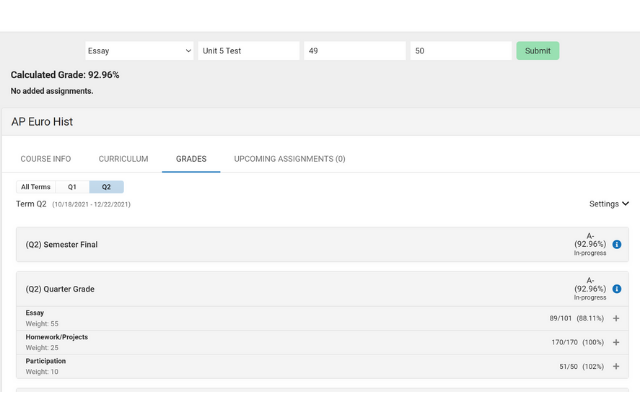 Essay Unit 5 Test 49 50 Submit
Calculated Grade: 92.96%
No added assignments.
AP Euro Hist
COURSE INFO CURRICULUM GRADES UPCOMING ASSIGNMENTS (0)
All Terms Q1 Q2
Term Q2 (10/18/2021 - 12/22/2021) Settings
A-
(Q2) Semester Final (92.96%)
In-progress
A-
(Q2) Quarter Grade (92.96%)
In-progress
Essay
Weight: 55
89/101 (88.11%) +
Homework/Projects
Weight: 25
170/170 (100%) +
Participation
Weight: 10
51/50 (102%) +